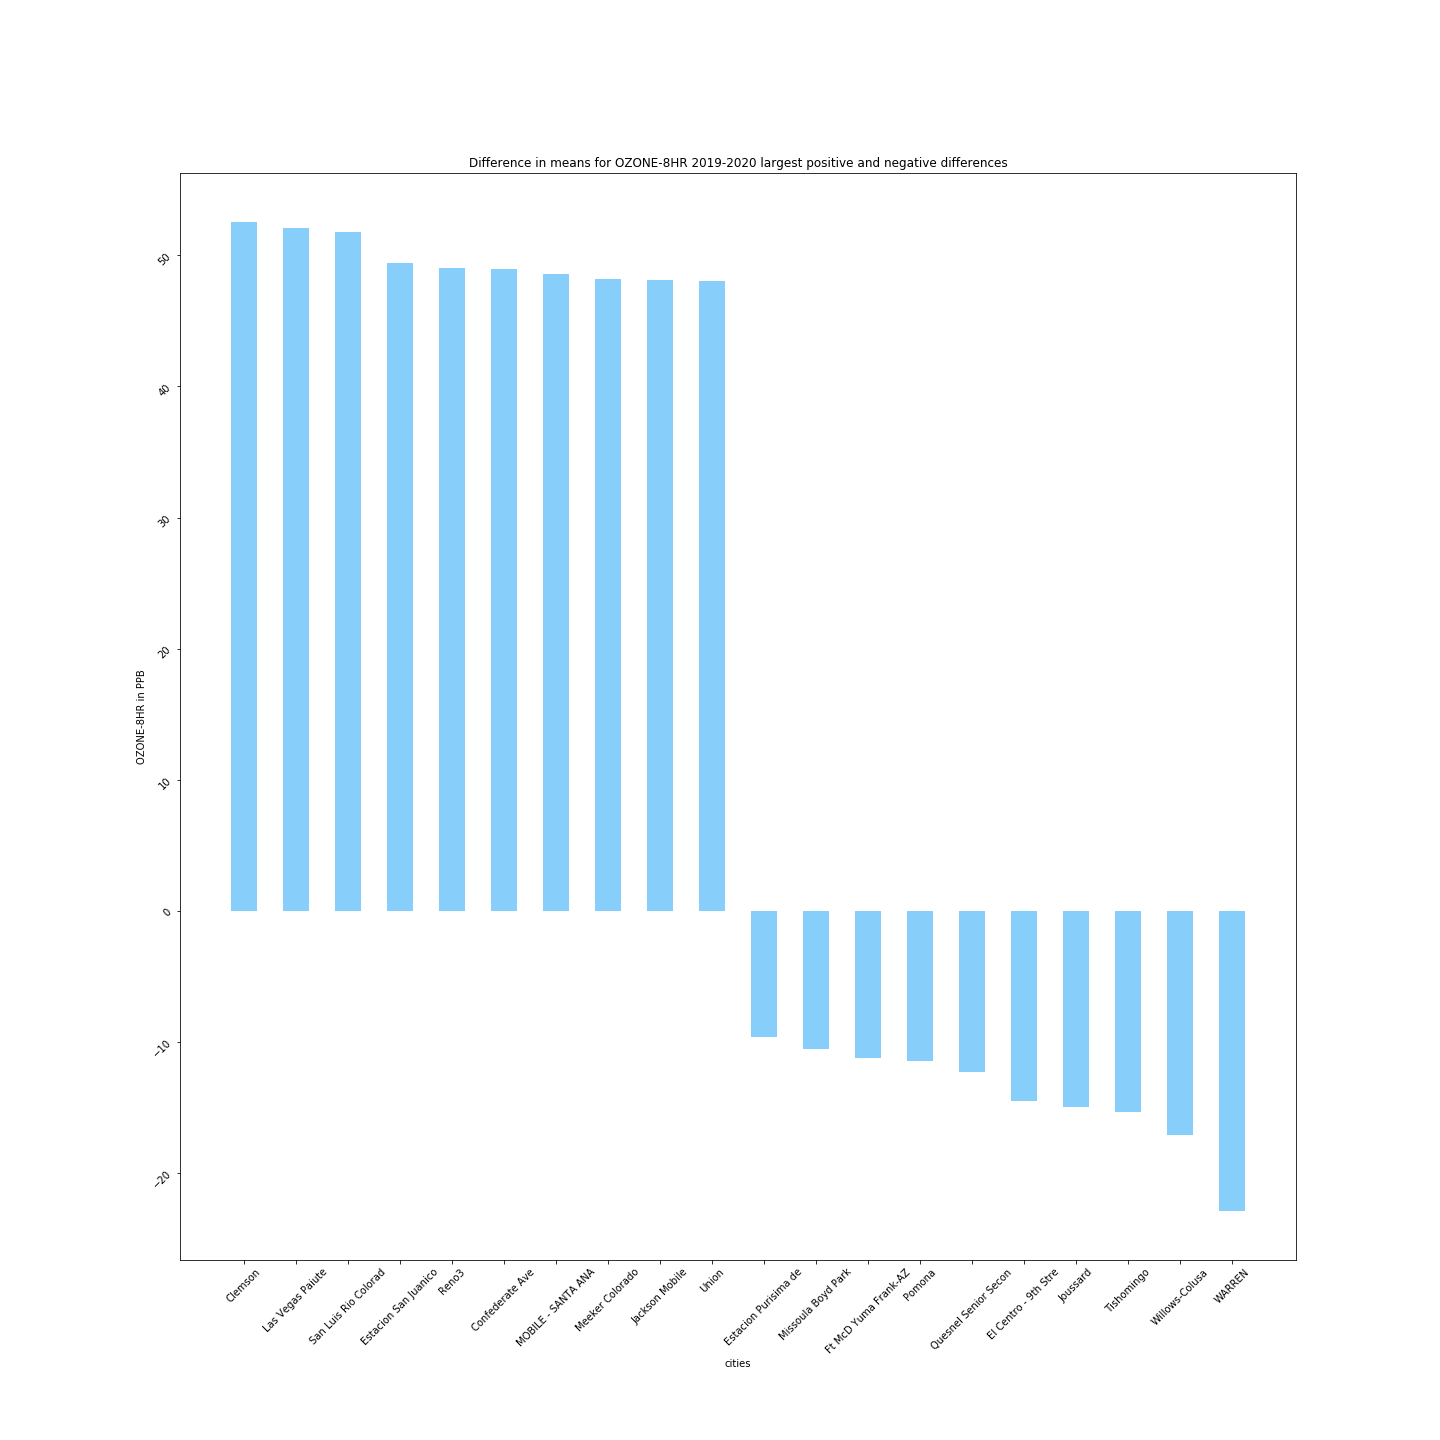 Difference in means for OZONE-8HR 2019-2020 largest positive and negative differences
OZONE-8HR in PPB
50
40
30
20
10
0
−10
−20
Clemson
Las Vegas Paiute
San Luis Rio Colorad
Estacion San Juanico
Reno3
Confederate Ave
MOBILE - SANTA ANA
Meeker Colorado
Jackson Mobile
Union
Estacion Purisima de
Missoula Boyd Park
Ft McD Yuma Frank-AZ
Pomona
Quesnel Senior Secon
El Centro - 9th Stre
Joussard
Tishomingo
Willows-Colusa
WARREN
cities